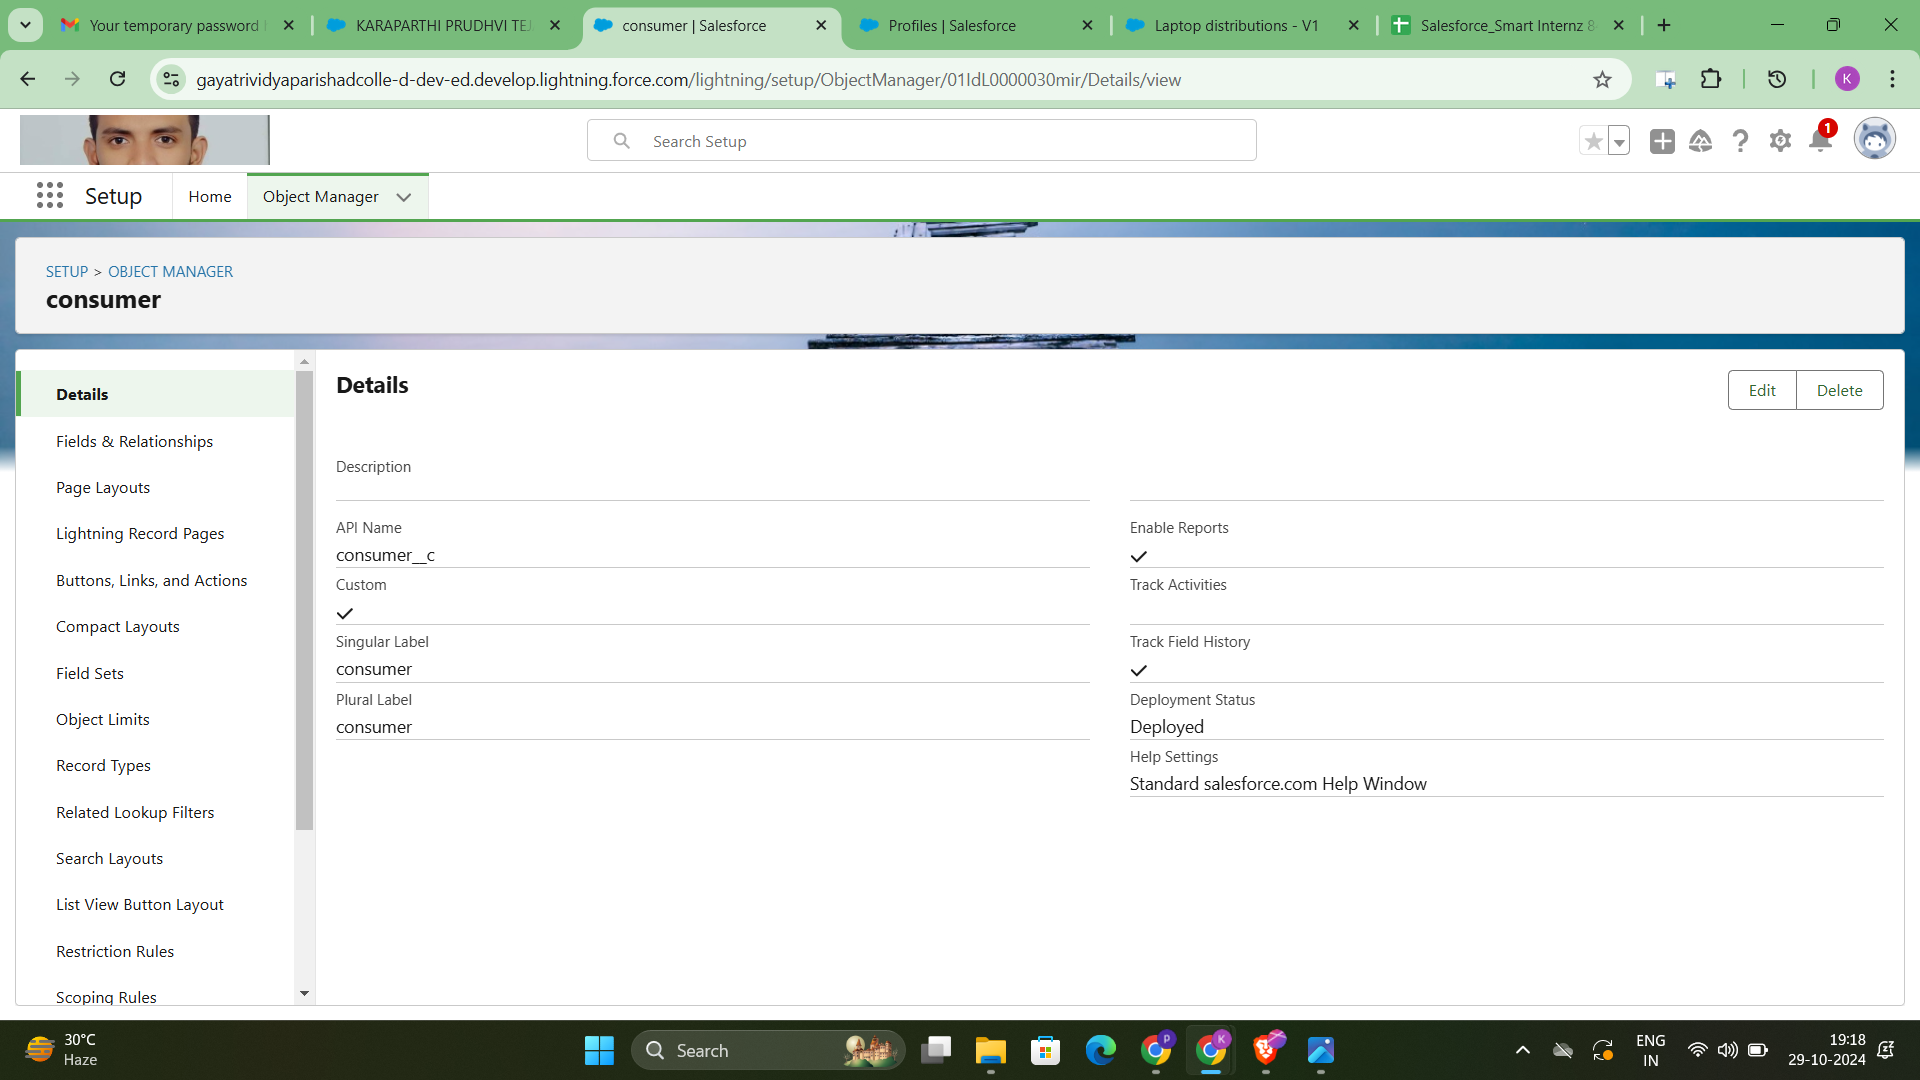 Your temporary password
KARAPARTHI PRUDHVI TEJ
consumer | Salesforce
Profiles | Salesforce
Laptop distributions - V1
Salesforce_Smart Internz 8
gayatrividyaparishadcolle-d-dev-ed.develop.lightning.force.com/lightning/setup/ObjectManager/01IdL0000030mir/Details/view
K
Search Setup
1
Setup
Home
Object Manager
SETUP > OBJECT MANAGER
consumer
Details
Fields & Relationships
Page Layouts
Lightning Record Pages
Buttons, Links, and Actions
Compact Layouts
Field Sets
Object Limits
Record Types
Related Lookup Filters
Search Layouts
List View Button Layout
Restriction Rules
Scoping Rules
Details
Edit
Delete
Description
API Name
consumer__c
Custom
Singular Label
consumer
Plural Label
consumer
Enable Reports
Track Activities
Track Field History
Deployment Status
Deployed
Help Settings
Standard salesforce.com Help Window
30°C
Haze
Search
P
K
ENG
IN
19:18
29-10-2024